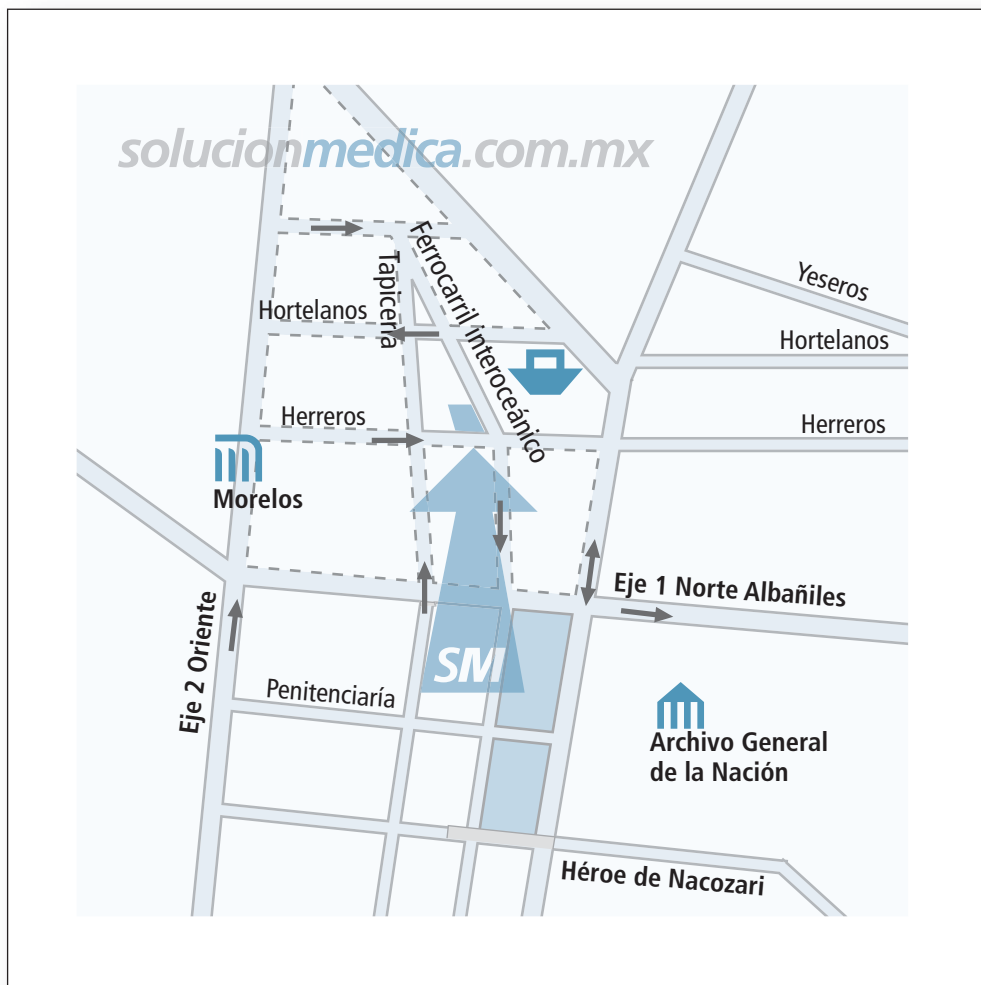 solucionmedica.com.mx
Ferrocarril interoceánico
Tapicería
Yeseros
Hortelanos
Hortelanos
Herreros
Herreros
Morelos
Eje 1 Norte Albañiles
Eje 2 Oriente
SM
Penitenciaría
Archivo General
de la Nación
Héroe de Nacozari